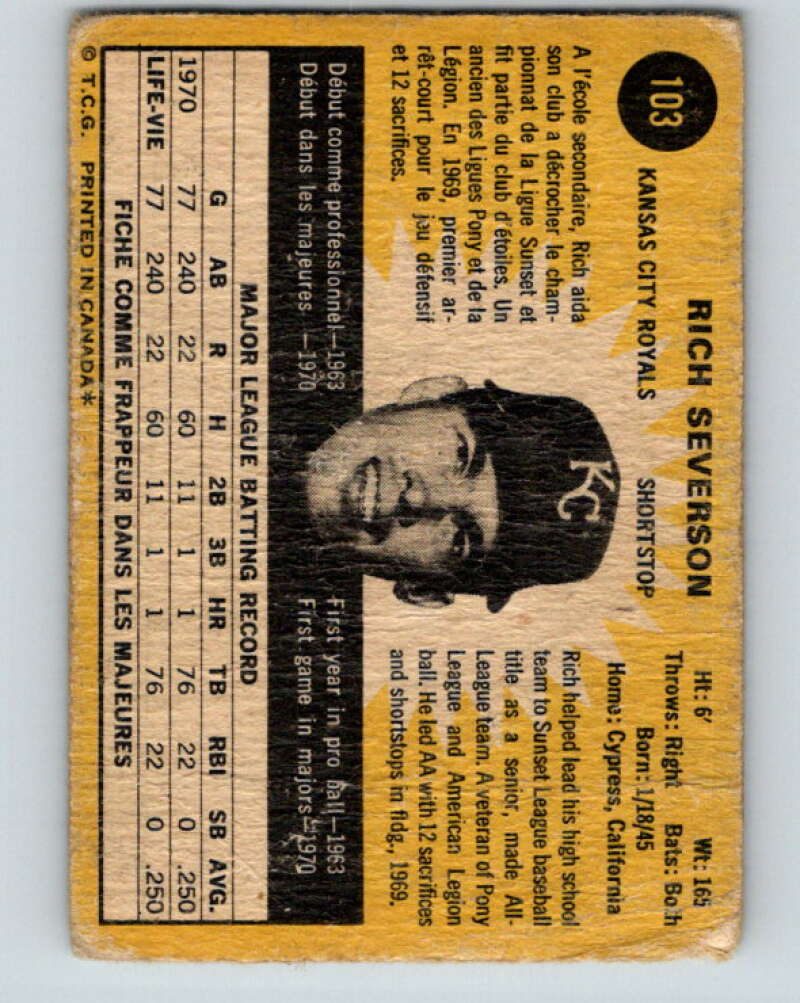 103
RICH SEVERSON
KANSAS CITY ROYALS SHORTSTOP
Ht: 6' Wt: 165
Throws: Right Bats: Both
Born: 1/18/45
Home: Cypress, California
A l'école secondaire, Rich aida
son club a décrocher le cham-
pionnat de la Ligue Sunset et
fit partie du club d'étoiles. Un
ancien des Ligues Pony et de la
Légion. En 1969, premier ar-
rêt-court pour le jau défensif
et 12 sacrifices.
KC
Rich helped lead his high school
team to Sunset League baseball
title as a senior, made All-
League team. A veteran of Pony
League and American Legion
ball. He led AA with 12 sacrifices
and shortstops in fldg., 1969.
Début comme professionnel—1963
Début dans les majeures —1970
First year in pro ball—1963
First game in majors—1970
MAJOR LEAGUE BATTING RECORD
G AB R H 2B 3B HR TB RBI SB AVG.
1970 77 240 22 60 11 1 1 76 22 0 .250
LIFE-VIE 77 240 22 60 11 1 1 76 22 0 .250
FICHE COMME FRAPPEUR DANS LES MAJEURES
© T.C.G. PRINTED IN CANADA*